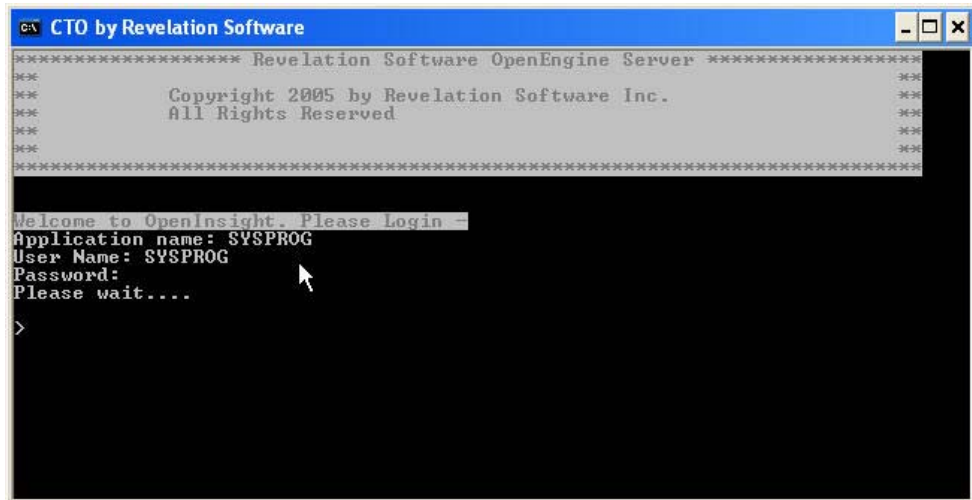 CTO by Revelation Software
******************* Revelation Software OpenEngine Server ******************
** **
** Copyright 2005 by Revelation Software Inc. **
** All Rights Reserved **
** **
** **
****************************************************************************
Welcome to OpenInsight. Please Login -
Application name: SYSPROG
User Name: SYSPROG
Password:
Please wait....
>